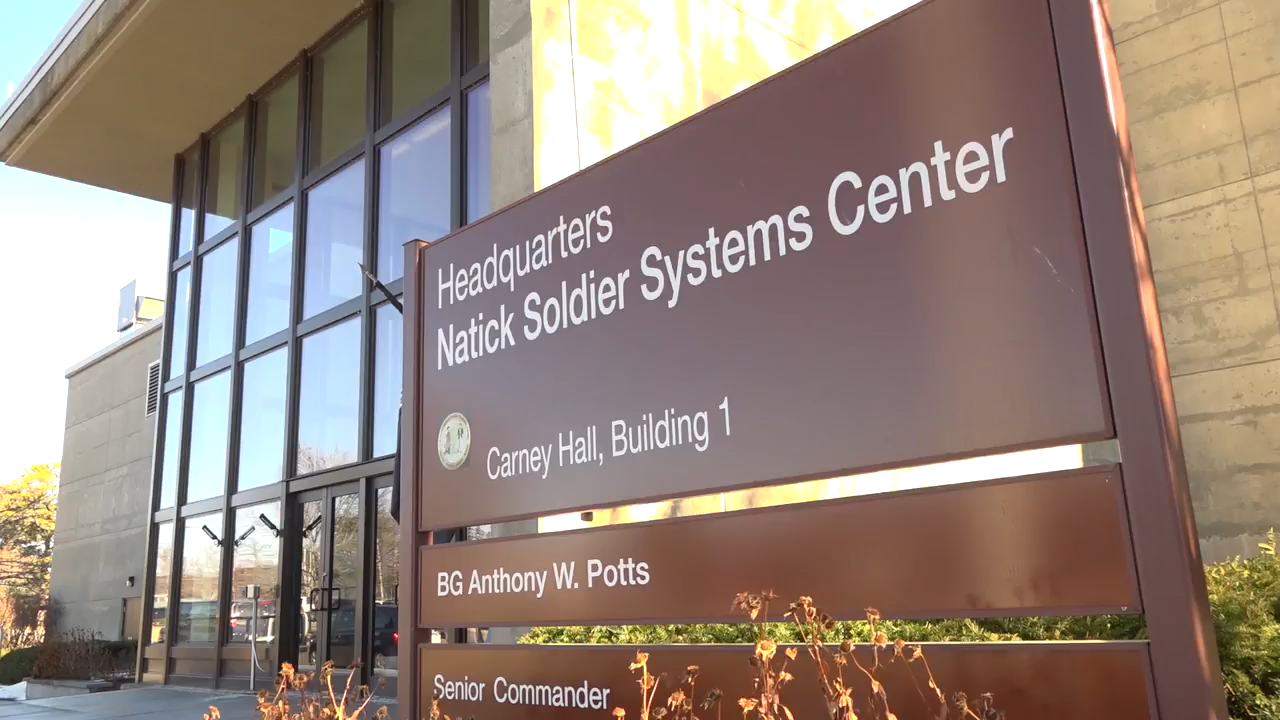 Headquarters
Natick Soldier Systems Center
Carney Hall, Building 1
BG Anthony W. Potts
Senior Commander